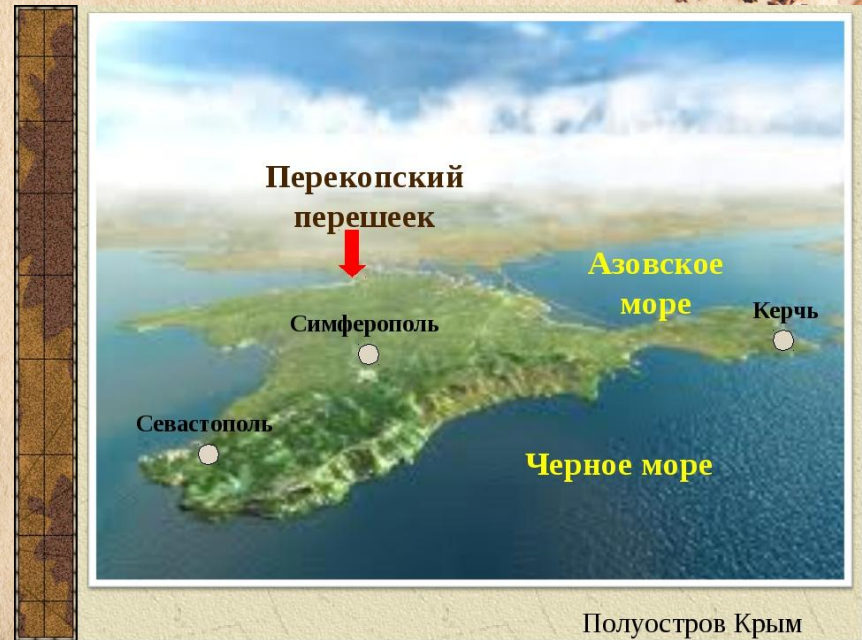 Перекопский
перешеек
Азовское
море
Керчь
Симферополь
Севастополь
Черное море
Полуостров Крым